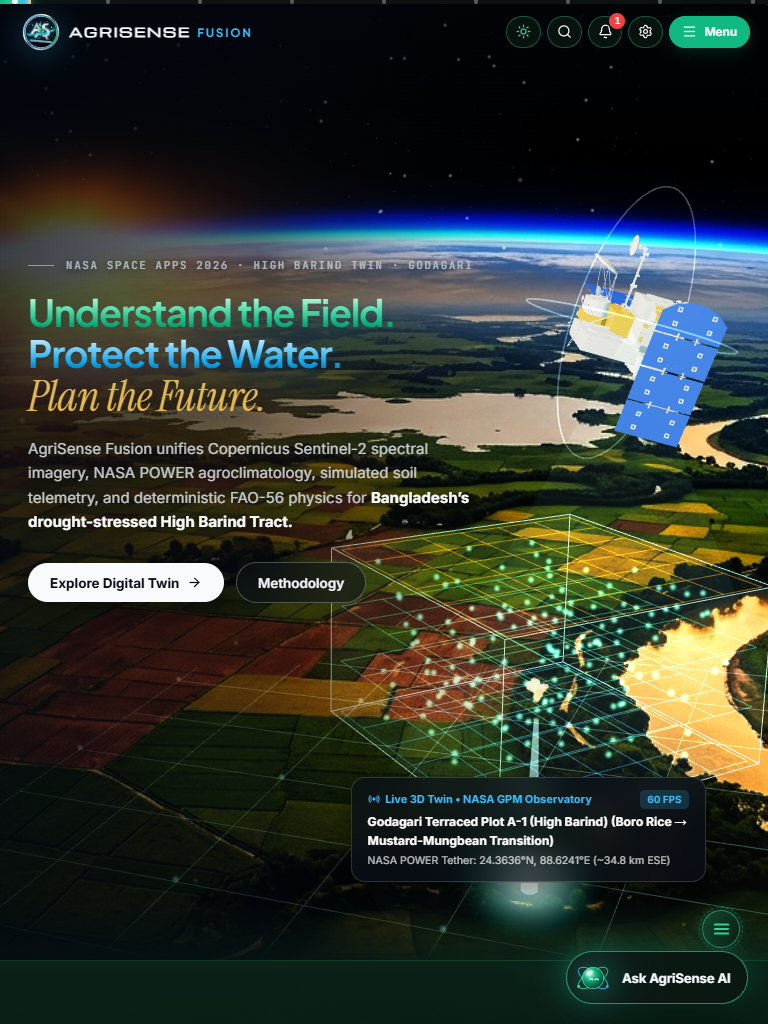 AGRISENSE FUSION
1
Menu
NASA SPACE APPS 2026 · HIGH BARIND TWIN · GODAGARI
Understand the Field.
Protect the Water.
Plan the Future.
AgriSense Fusion unifies Copernicus Sentinel-2 spectral
imagery, NASA POWER agroclimatology, simulated soil
telemetry, and deterministic FAO-56 physics for Bangladesh's
drought-stressed High Barind Tract.
Explore Digital Twin →
Methodology
Live 3D Twin • NASA GPM Observatory
60 FPS
Godagari Terraced Plot A-1 (High Barind) (Boro Rice →
Mustard-Mungbean Transition)
NASA POWER Tether: 24.3636°N, 88.6241°E (~34.8 km ESE)
Ask AgriSense AI